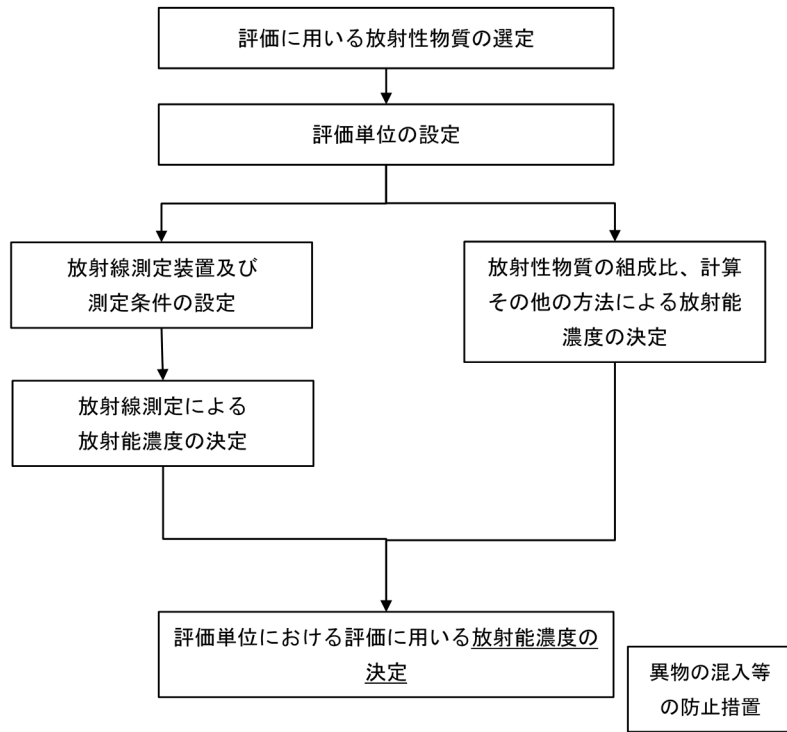 評価に用いる放射性物質の選定
評価単位の設定
放射線測定装置及び
測定条件の設定
放射性物質の組成比、計算
その他の方法による放射能
濃度の決定
放射線測定による
放射能濃度の決定
評価単位における評価に用いる放射能濃度の
決定
異物の混入等
の防止措置